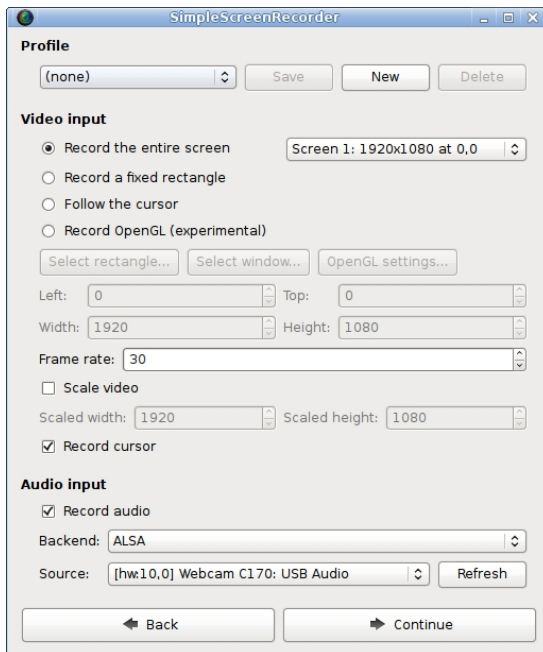 SimpleScreenRecorder
Profile
(none) Save New Delete
Video input
Record the entire screen Screen 1: 1920x1080 at 0,0
Record a fixed rectangle
Follow the cursor
Record OpenGL (experimental)
Select rectangle... Select window... OpenGL settings...
Left: 0 Top: 0
Width: 1920 Height: 1080
Frame rate: 30
Scale video
Scaled width: 1920 Scaled height: 1080
Record cursor
Audio input
Record audio
Backend: ALSA
Source: [hw:10,0] Webcam C170: USB Audio Refresh
Back Continue